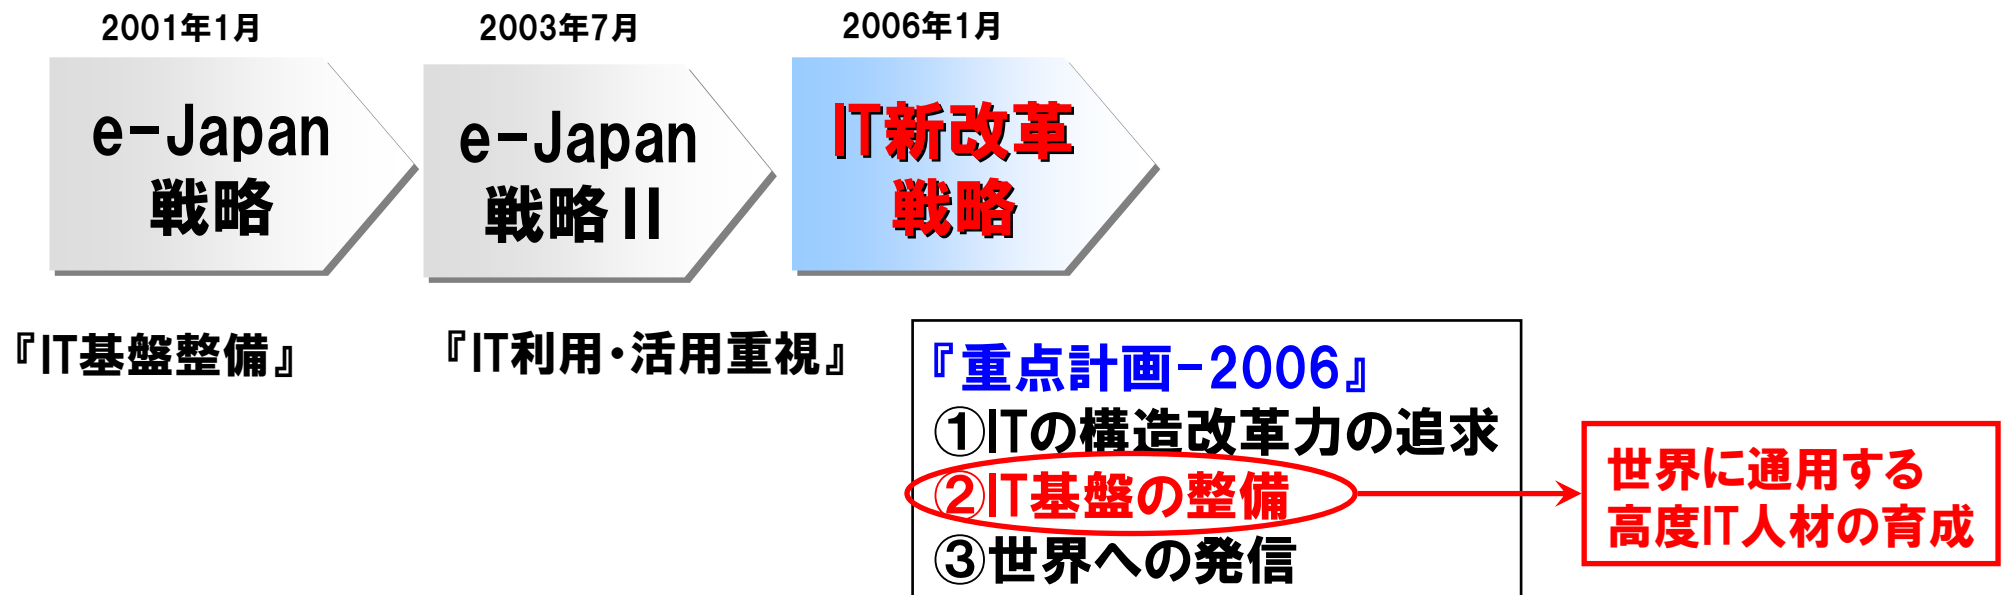 2001年1月
e-Japan
戦略
2003年7月
e-Japan
戦略Ⅱ
2006年1月
IT新改革
戦略
『IT基盤整備』
『IT利用・活用重視』
『重点計画-2006』
①ITの構造改革力の追求
②IT基盤の整備
③世界への発信
世界に通用する
高度IT人材の育成